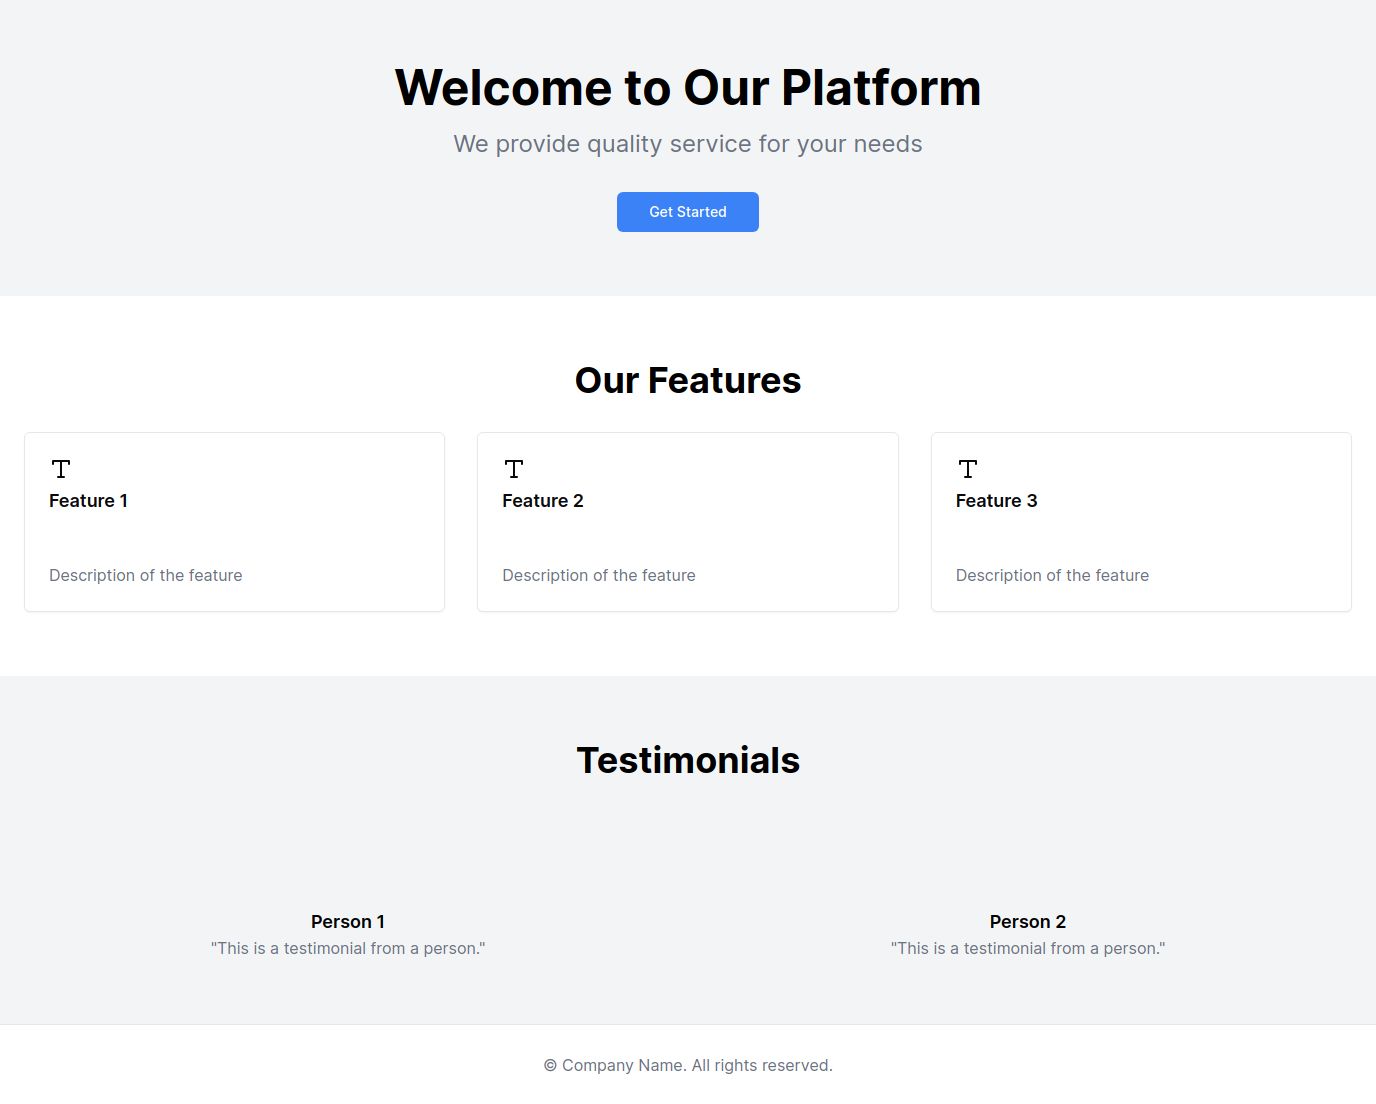 Welcome to Our Platform
We provide quality service for your needs
Get Started
Our Features
Feature 1
Description of the feature
Feature 2
Description of the feature
Feature 3
Description of the feature
Testimonials
Person 1
"This is a testimonial from a person."
Person 2
"This is a testimonial from a person."
© Company Name. All rights reserved.